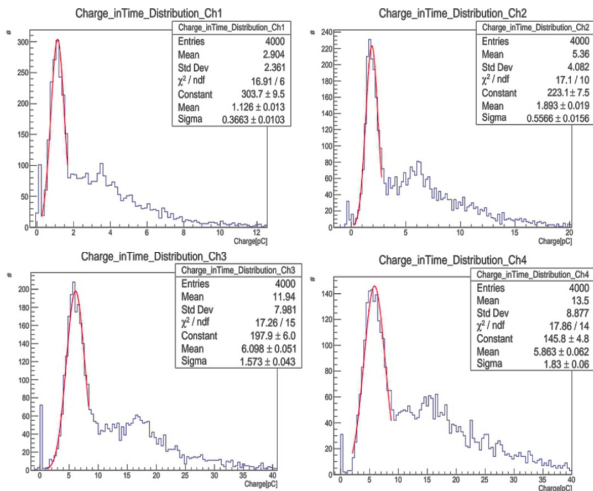 Charge_inTime_Distribution_Ch1
Charge_inTime_Distribution_Ch1
Entries 4000
Mean 2.904
Std Dev 2.361
χ² / ndf 16.91 / 6
Constant 303.7 ± 9.5
Mean 1.126 ± 0.013
Sigma 0.3663 ± 0.0103
#
300
250
200
150
100
50
0
0 2 4 6 8 10 12
Charge[pC]
Charge_inTime_Distribution_Ch2
Charge_inTime_Distribution_Ch2
Entries 4000
Mean 5.36
Std Dev 4.082
χ² / ndf 17.1 / 10
Constant 223.1 ± 7.5
Mean 1.893 ± 0.019
Sigma 0.5566 ± 0.0156
#
240
220
200
180
160
140
120
100
80
60
40
20
0
0 5 10 15 20
Charge[pC]
Charge_inTime_Distribution_Ch3
Charge_inTime_Distribution_Ch3
Entries 4000
Mean 11.94
Std Dev 7.981
χ² / ndf 17.26 / 15
Constant 197.9 ± 6.0
Mean 6.098 ± 0.051
Sigma 1.573 ± 0.043
#
200
180
160
140
120
100
80
60
40
20
0
0 5 10 15 20 25 30 35 40
Charge[pC]
Charge_inTime_Distribution_Ch4
Charge_inTime_Distribution_Ch4
Entries 4000
Mean 13.5
Std Dev 8.877
χ² / ndf 17.86 / 14
Constant 145.8 ± 4.8
Mean 5.863 ± 0.062
Sigma 1.83 ± 0.06
#
140
120
100
80
60
40
20
0
0 5 10 15 20 25 30 35 40
Charge[pC]